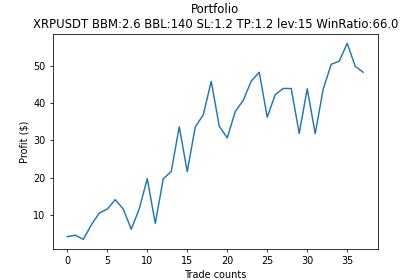 Portfolio
XRPUSDT BBM:2.6 BBL:140 SL:1.2 TP:1.2 lev:15 WinRatio:66.0
Profit ($)
50
40
30
20
10
0 5 10 15 20 25 30 35
Trade counts